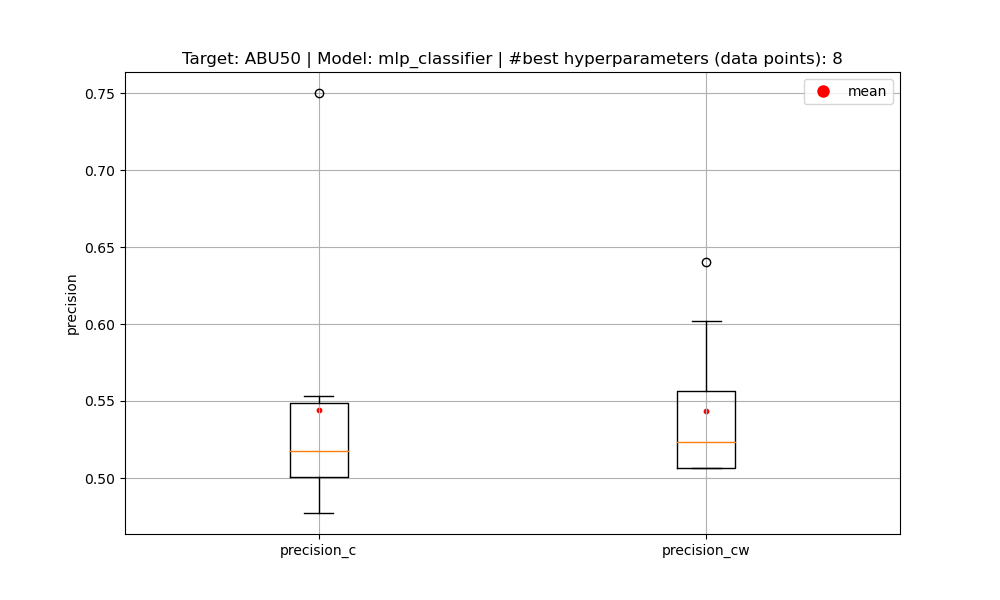 Target: ABU50 | Model: mlp_classifier | #best hyperparameters (data points): 8
mean
0.75
0.70
0.65
0.60
0.55
0.50
precision
precision_c
precision_cw